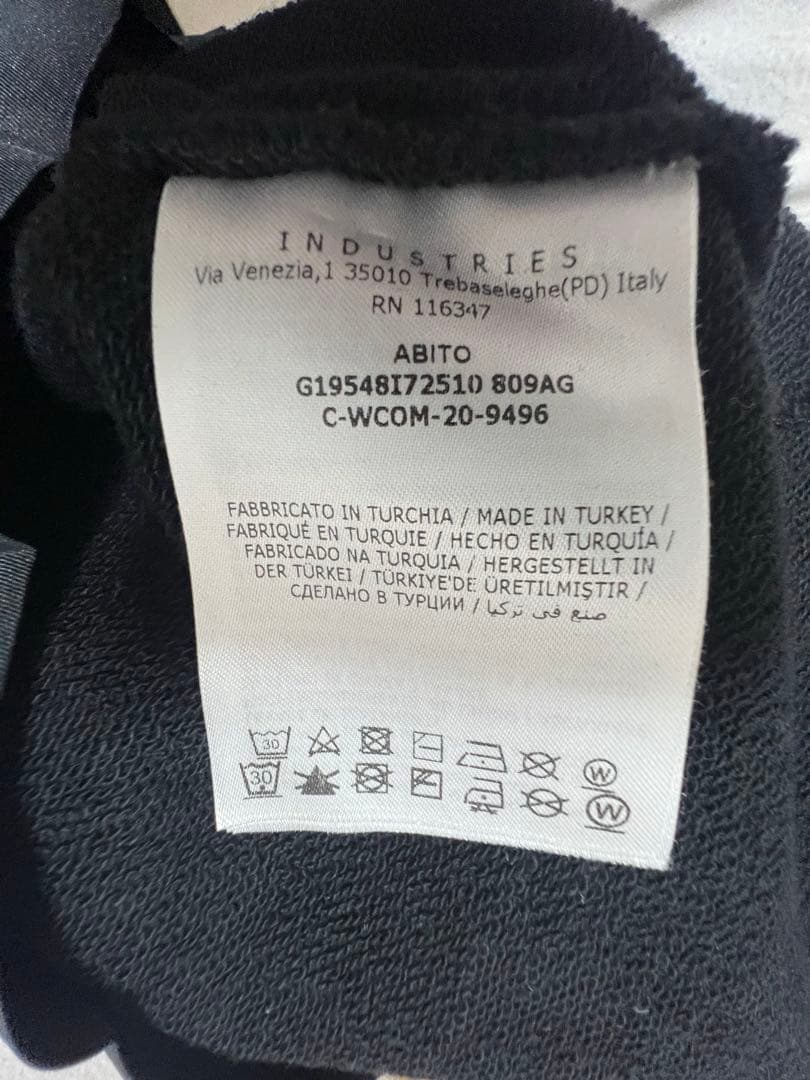 INDUSTRIES
Via Venezia,1 35010 Trebaseleghe(PD) Italy
RN 116347
ABITO
G19548I72510 809AG
C-WCOM-20-9496
FABBRICATO IN TURCHIA / MADE IN TURKEY /
FABRIQUÉ EN TURQUIE / HECHO EN TURQUÍA /
FABRICADO NA TURQUIA / HERGESTELLT IN
DER TÜRKEI / TÜRKIYE'DE ÜRETILMIŞTIR /
СДЕЛАНО В ТУРЦИИ / صنع في تركيا
30 W
30 W